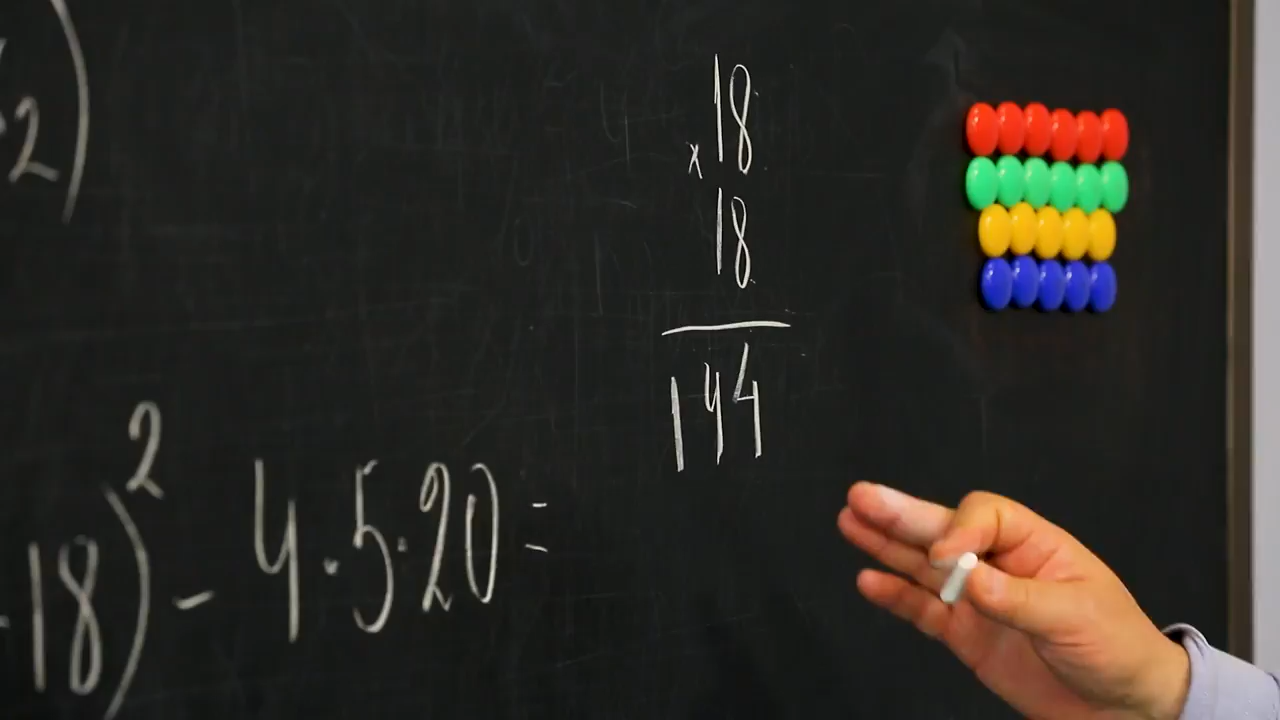 2)
18
x
18
144
-18)² - 4·5·20 =